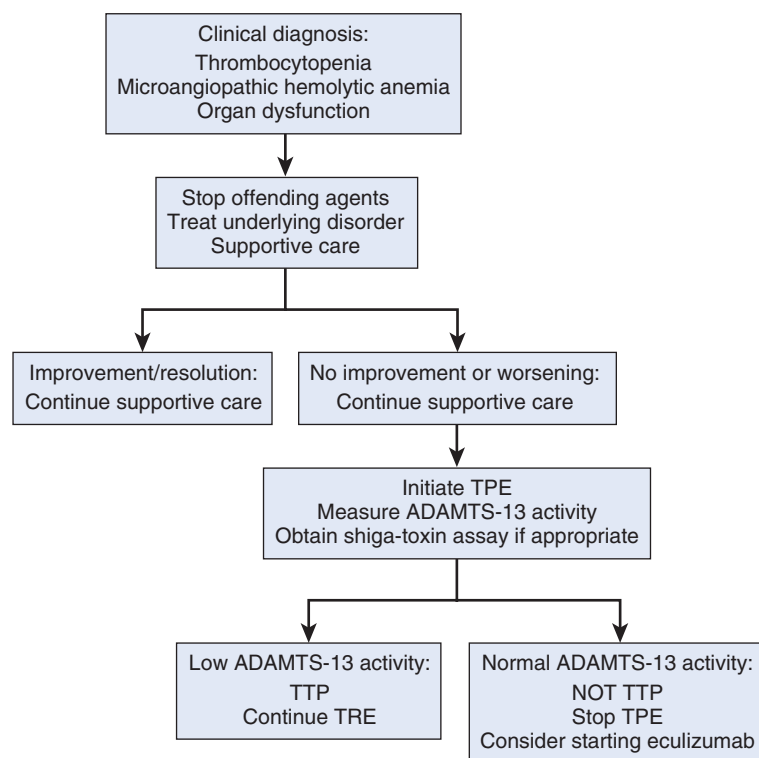 Clinical diagnosis:
Thrombocytopenia
Microangiopathic hemolytic anemia
Organ dysfunction
Stop offending agents
Treat underlying disorder
Supportive care
Improvement/resolution:
Continue supportive care
No improvement or worsening:
Continue supportive care
Initiate TPE
Measure ADAMTS-13 activity
Obtain shiga-toxin assay if appropriate
Low ADAMTS-13 activity:
TTP
Continue TRE
Normal ADAMTS-13 activity:
NOT TTP
Stop TPE
Consider starting eculizumab